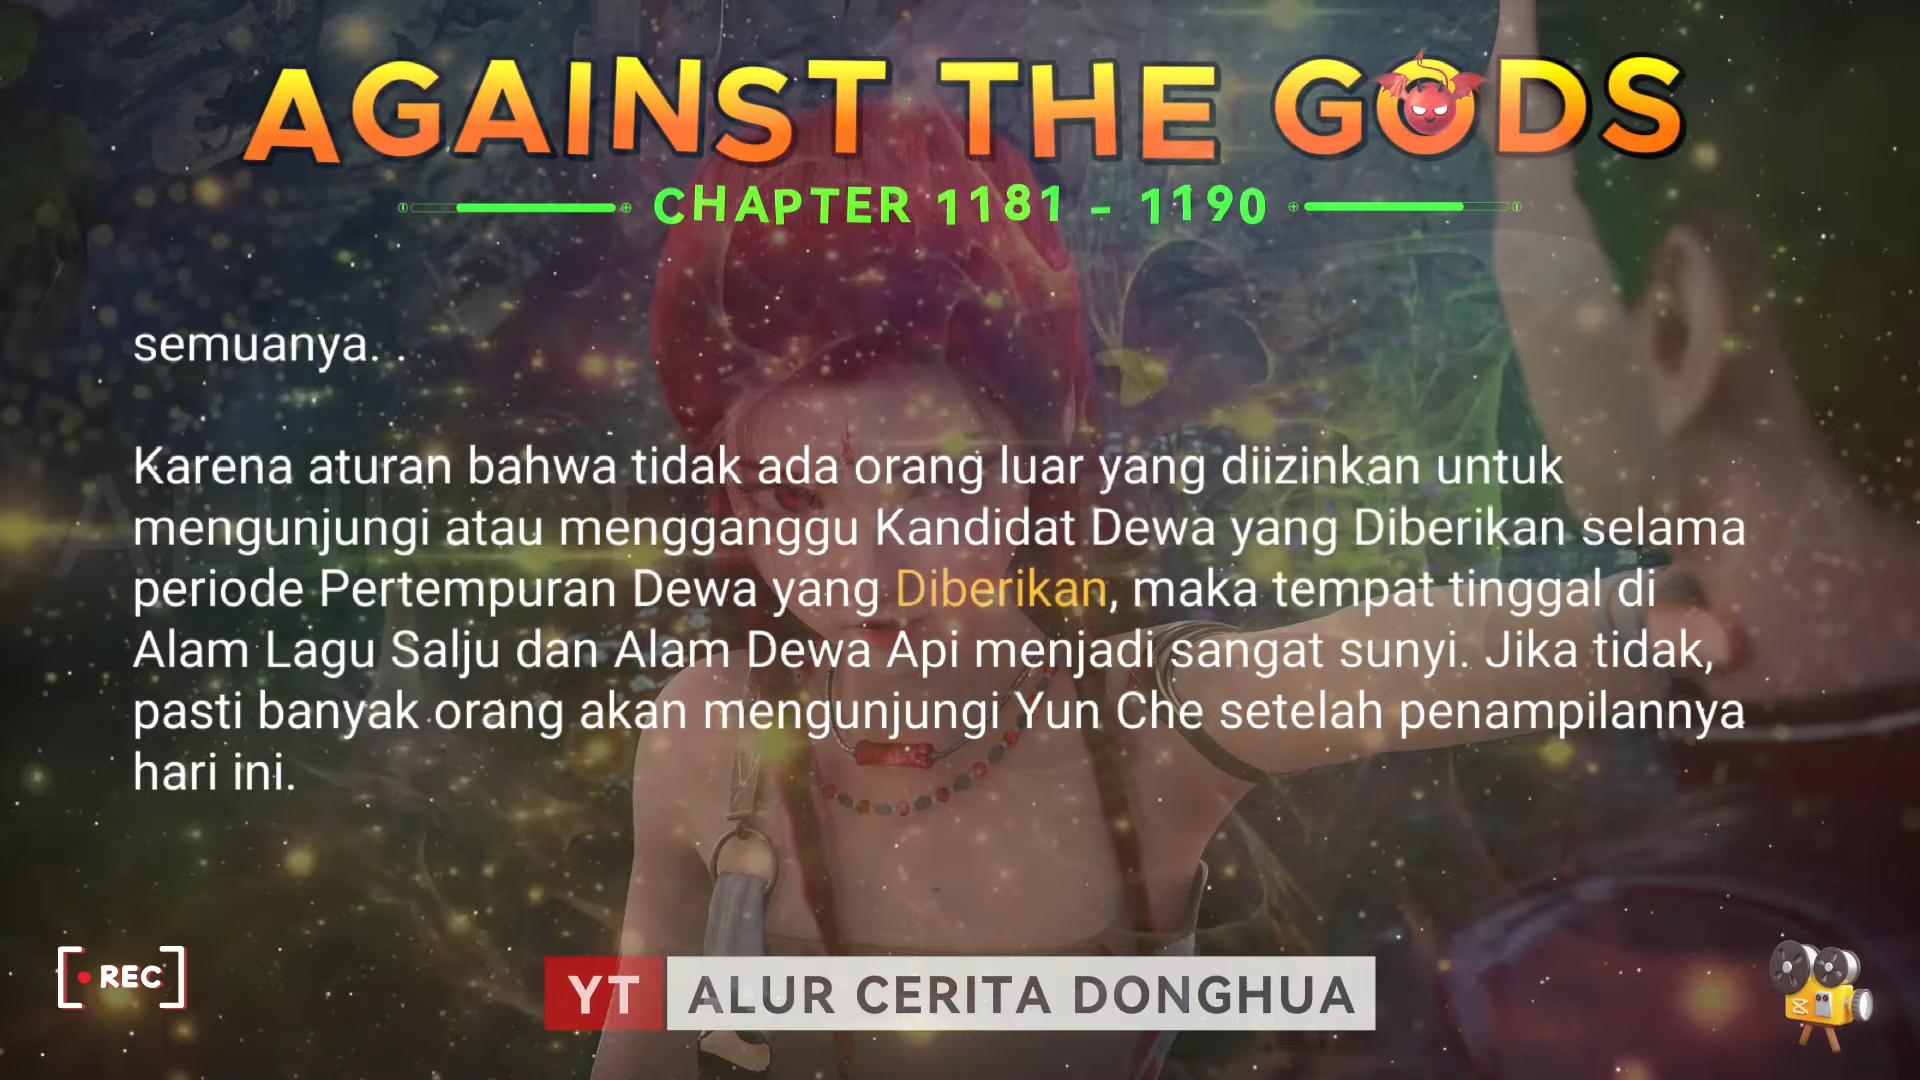 AGAINST THE GODS
CHAPTER 1181 - 1190
semuanya. .
Karena aturan bahwa tidak ada orang luar yang diizinkan untuk
mengunjungi atau mengganggu Kandidat Dewa yang Diberikan selama
periode Pertempuran Dewa yang Diberikan, maka tempat tinggal di
Alam Lagu Salju dan Alam Dewa Api menjadi sangat sunyi. Jika tidak,
pasti banyak orang akan mengunjungi Yun Che setelah penampilannya
hari ini.
REC
YT ALUR CERITA DONGHUA